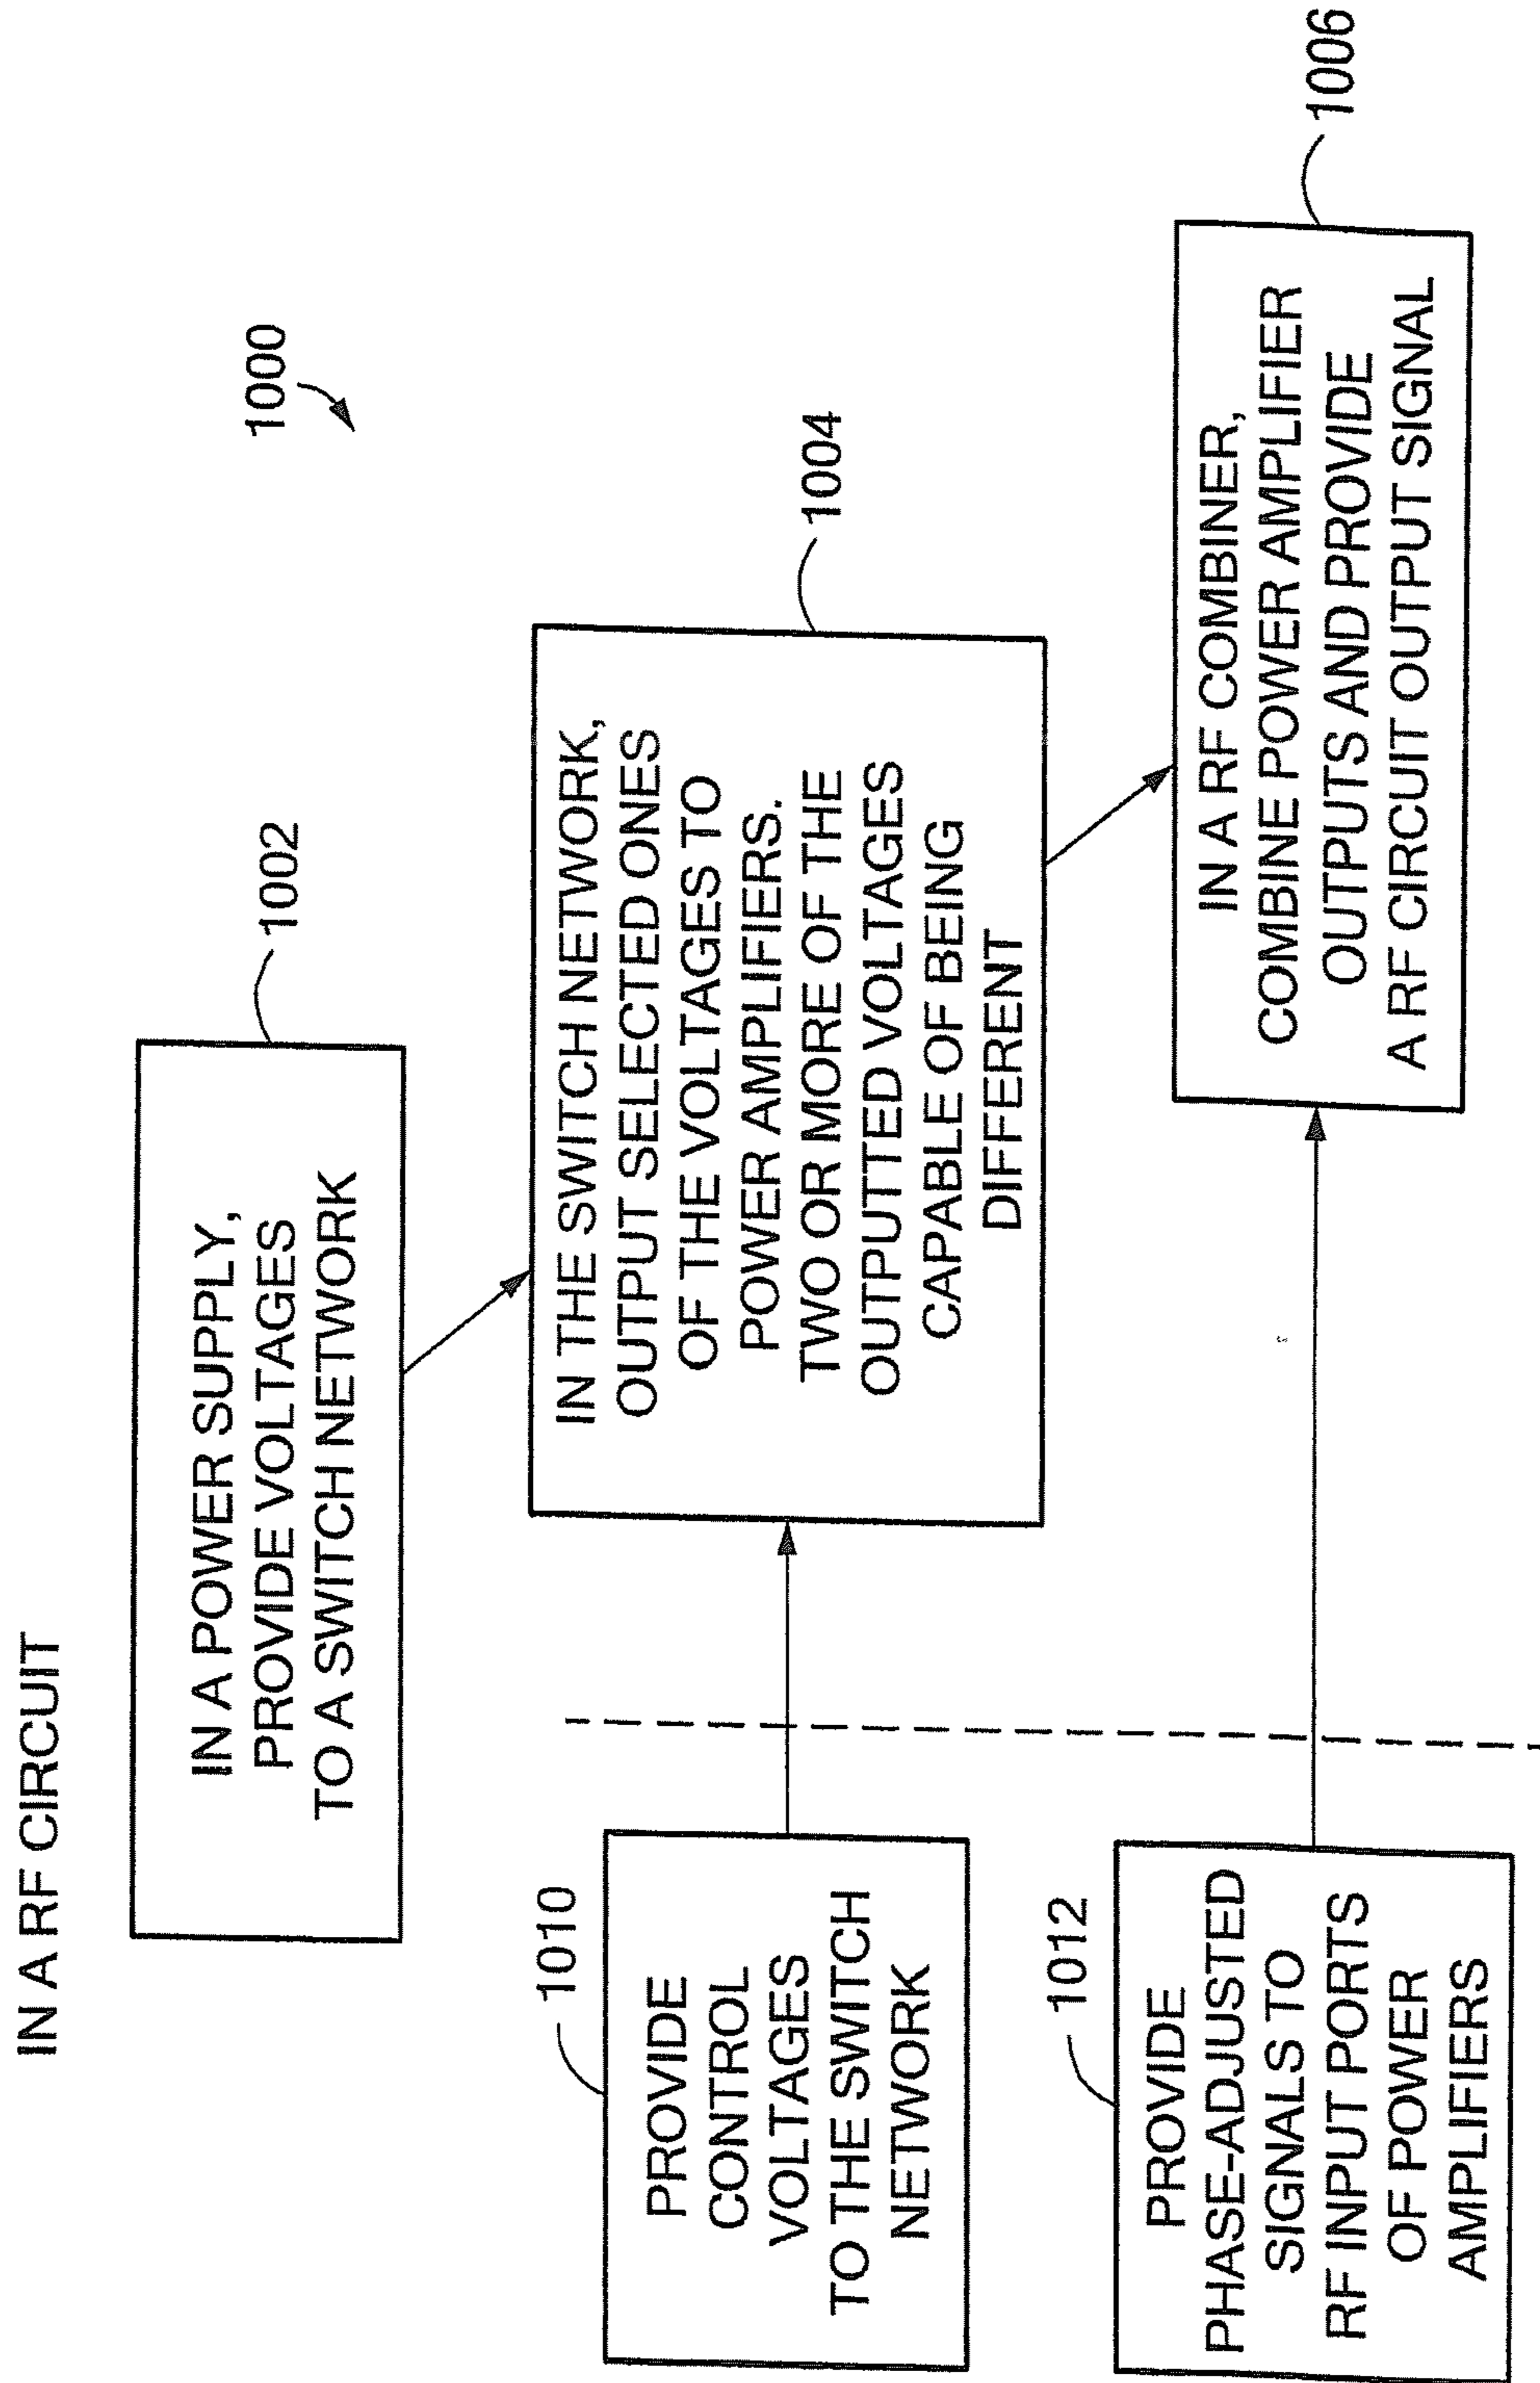 IN A RF CIRCUIT
1000
IN A POWER SUPPLY,
PROVIDE VOLTAGES
TO A SWITCH NETWORK
1002
1010
PROVIDE
CONTROL
VOLTAGES
TO THE SWITCH
NETWORK
IN THE SWITCH NETWORK,
OUTPUT SELECTED ONES
OF THE VOLTAGES TO
POWER AMPLIFIERS.
TWO OR MORE OF THE
OUTPUTTED VOLTAGES
CAPABLE OF BEING
DIFFERENT
1004
1012
PROVIDE
PHASE-ADJUSTED
SIGNALS TO
RF INPUT PORTS
OF POWER
AMPLIFIERS
IN A RF COMBINER,
COMBINE POWER AMPLIFIER
OUTPUTS AND PROVIDE
A RF CIRCUIT OUTPUT SIGNAL
1006